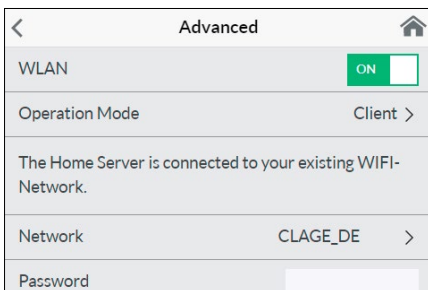 Advanced
WLAN ON
Operation Mode Client
The Home Server is connected to your existing WIFI-
Network.
Network CLAGE_DE
Password